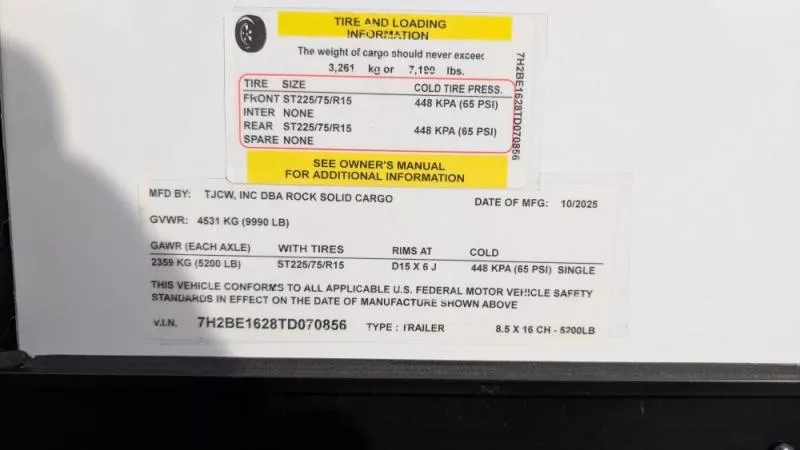 TIRE AND LOADING
INFORMATION
The weight of cargo should never exceed
3,261 kg or 7,190 lbs.
TIRE SIZE COLD TIRE PRESS.
FRONT ST225/75/R15 448 KPA (65 PSI)
INTER NONE
REAR ST225/75/R15 448 KPA (65 PSI)
SPARE NONE
SEE OWNER'S MANUAL
FOR ADDITIONAL INFORMATION
7H2BE1628TD070856
MFD BY: TJCW, INC DBA ROCK SOLID CARGO DATE OF MFG: 10/2025
GVWR: 4531 KG (9990 LB)
GAWR (EACH AXLE) WITH TIRES RIMS AT COLD
2359 KG (5200 LB) ST225/75/R15 D15 X 6 J 448 KPA (65 PSI) SINGLE
THIS VEHICLE CONFORMS TO ALL APPLICABLE U.S. FEDERAL MOTOR VEHICLE SAFETY
STANDARDS IN EFFECT ON THE DATE OF MANUFACTURE SHOWN ABOVE
V.I.N. 7H2BE1628TD070856 TYPE : TRAILER 8.5 X 16 CH - 5200LB